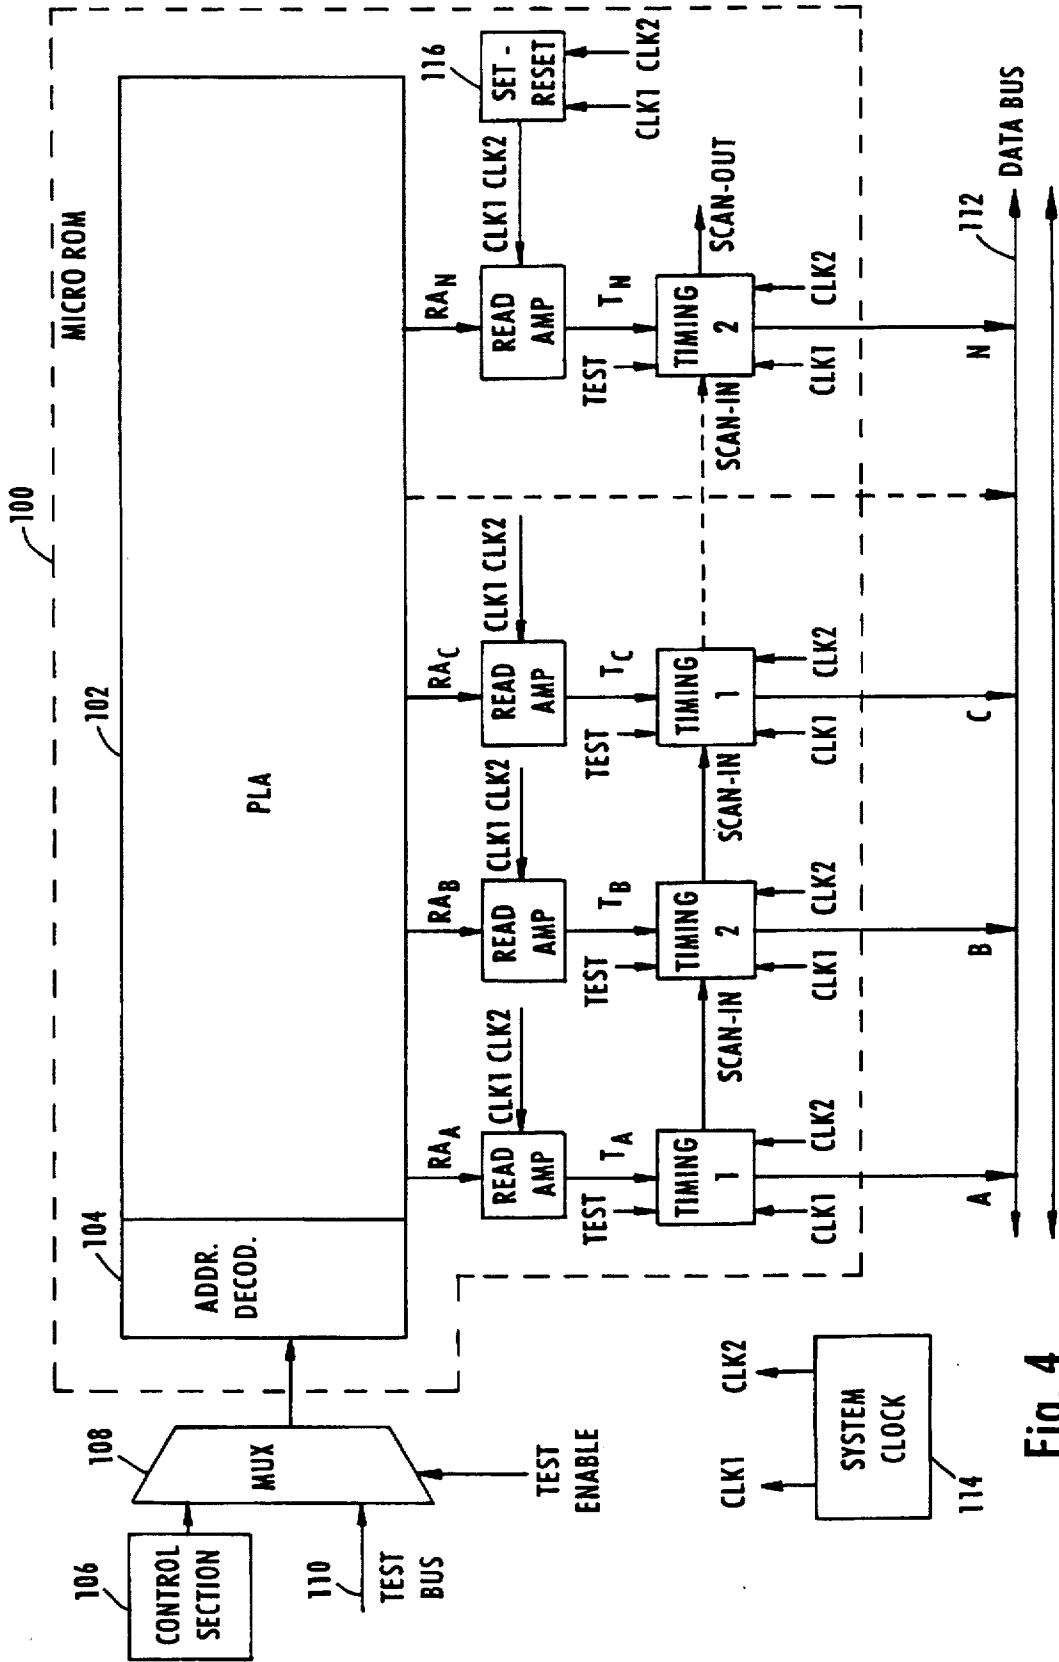 100
MICRO ROM
102
104
PLA
ADDR.
DECOD.
108
MUX
106
CONTROL
SECTION
110
TEST
BUS
TEST
ENABLE
RA_A
RA_B
RA_C
RA_N
READ
AMP
READ
AMP
READ
AMP
READ
AMP
CLK1 CLK2
CLK1 CLK2
CLK1 CLK2
CLK1 CLK2
116
SET -
RESET
CLK1
CLK2
TEST
T_A
TEST
T_B
TEST
T_C
TEST
T_N
TIMING
1
SCAN-IN
TIMING
2
SCAN-IN
TIMING
1
SCAN-IN
TIMING
2
SCAN-OUT
CLK1
CLK2
CLK1
CLK2
CLK1
CLK2
CLK1
CLK2
A
B
C
N
112
DATA BUS
CLK1
CLK2
SYSTEM
CLOCK
114
Fig. 4